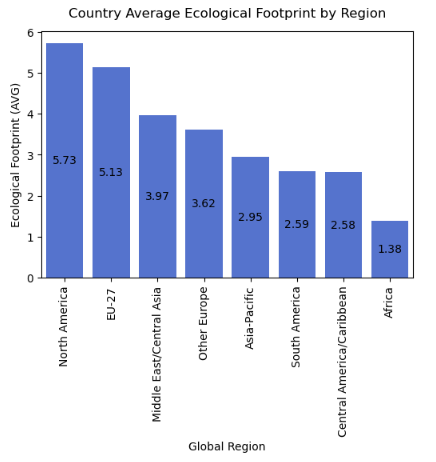 Country Average Ecological Footprint by Region
Ecological Footprint (AVG)
6
5
4
3
2
1
0
5.73
5.13
3.97
3.62
2.95
2.59
2.58
1.38
North America
EU-27
Middle East/Central Asia
Other Europe
Asia-Pacific
South America
Central America/Caribbean
Africa
Global Region